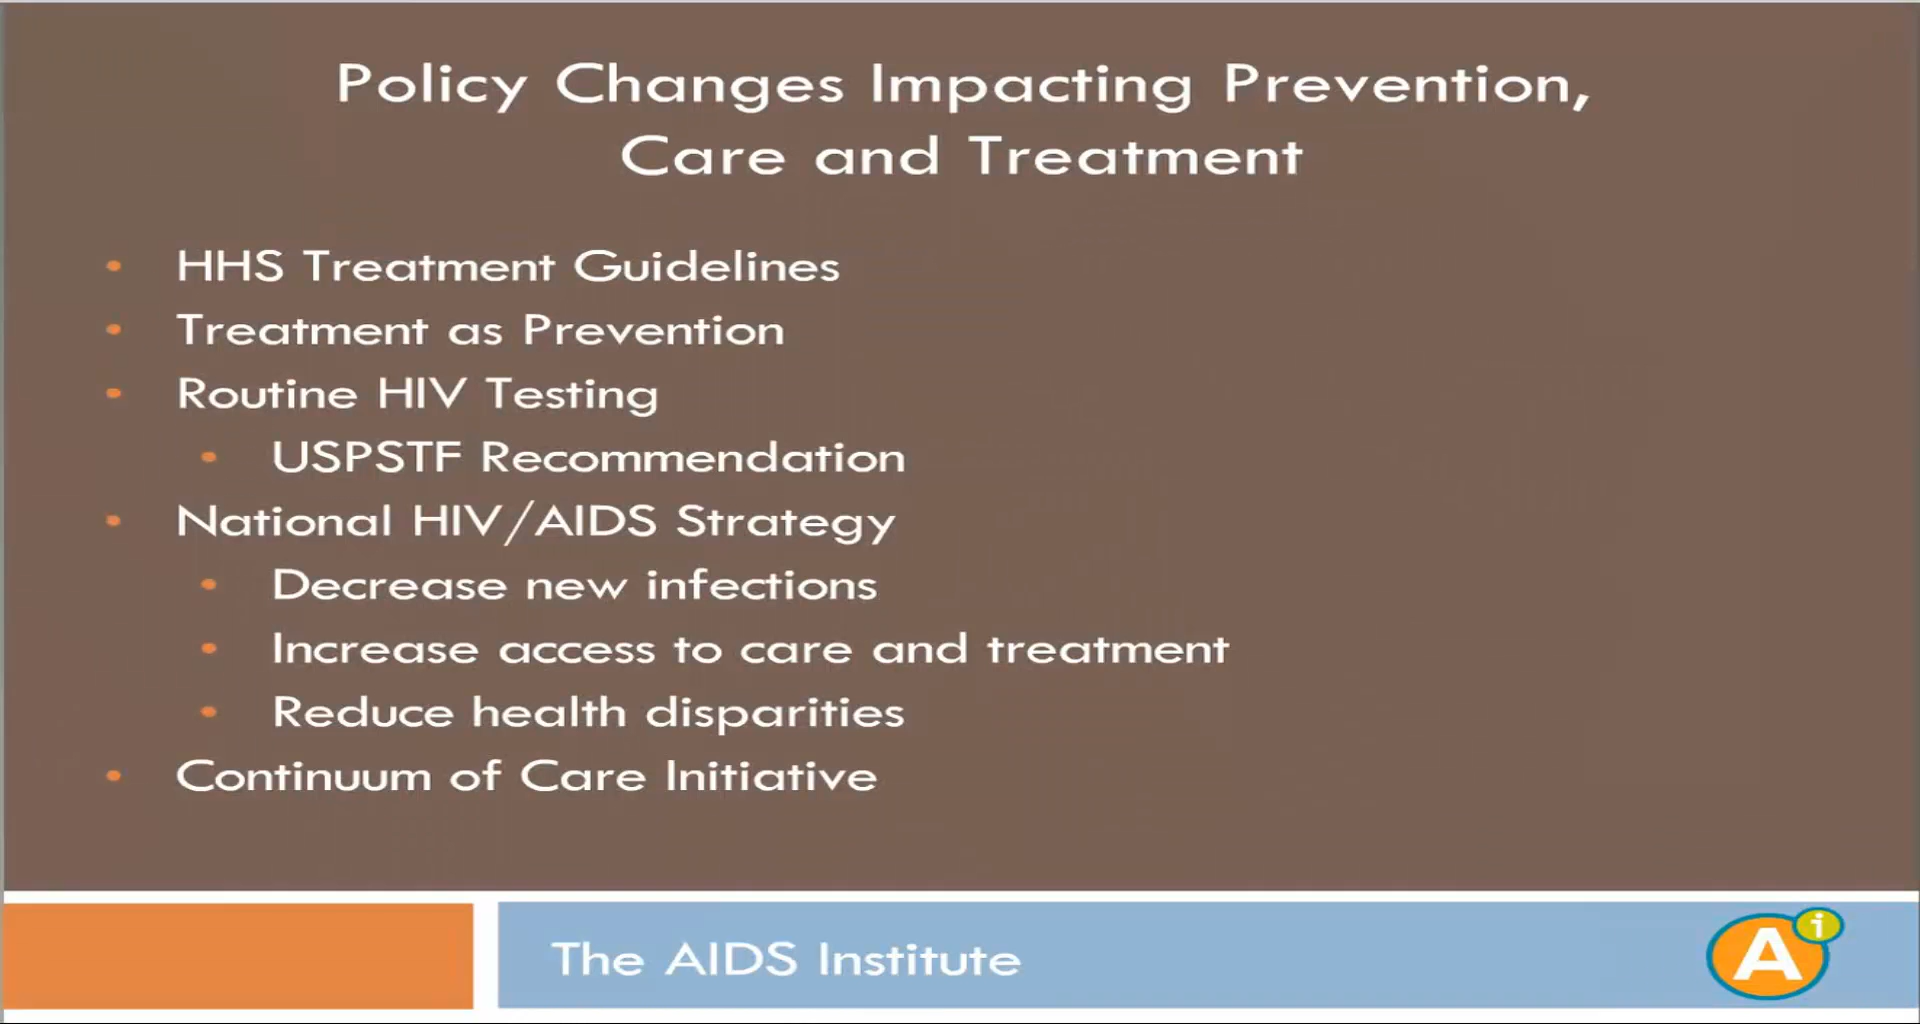 Policy Changes Impacting Prevention,
Care and Treatment
• HHS Treatment Guidelines
• Treatment as Prevention
• Routine HIV Testing
• USPSTF Recommendation
• National HIV/AIDS Strategy
• Decrease new infections
• Increase access to care and treatment
• Reduce health disparities
• Continuum of Care Initiative
The AIDS Institute
A i